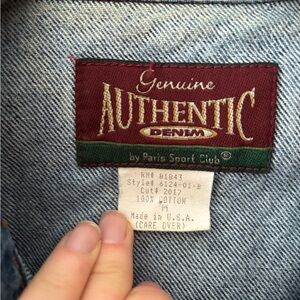 Genuine
AUTHENTIC
DENIM
by Paris Sport Club®
RN# 81843
Style# 6124-01-B
Cut# 2017
100% COTTON
M
Made in U.S.A.
(CARE OVER)